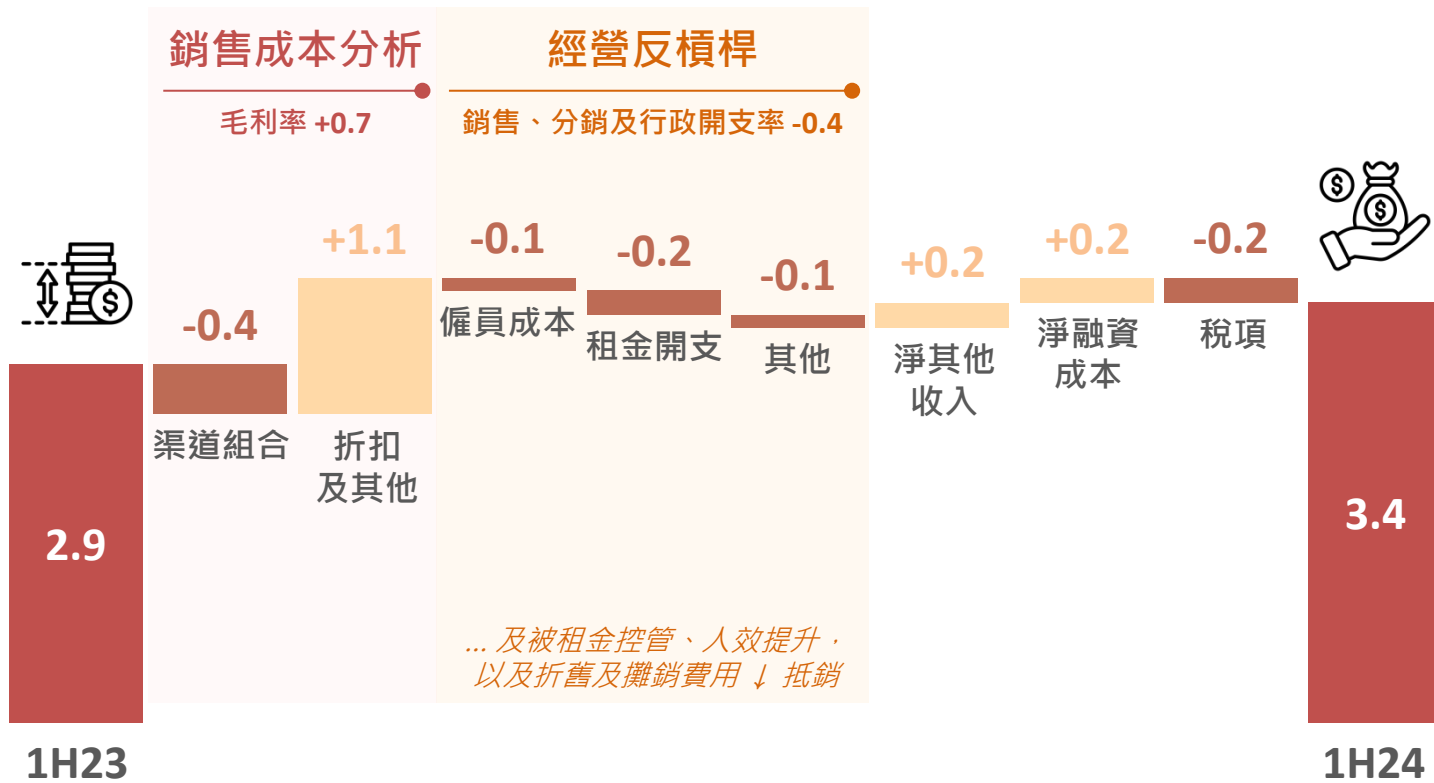 銷售成本分析
毛利率 +0.7
經營反槓桿
銷售、分銷及行政開支率 -0.4
2.9
1H23
-0.4
渠道組合
+1.1
折扣
及其他
-0.1
僱員成本
-0.2
租金開支
-0.1
其他
+0.2
淨其他
收入
+0.2
淨融資
成本
-0.2
稅項
3.4
1H24
... 及被租金控管、人效提升，
以及折舊及攤銷費用 ↓ 抵銷
$
$
$